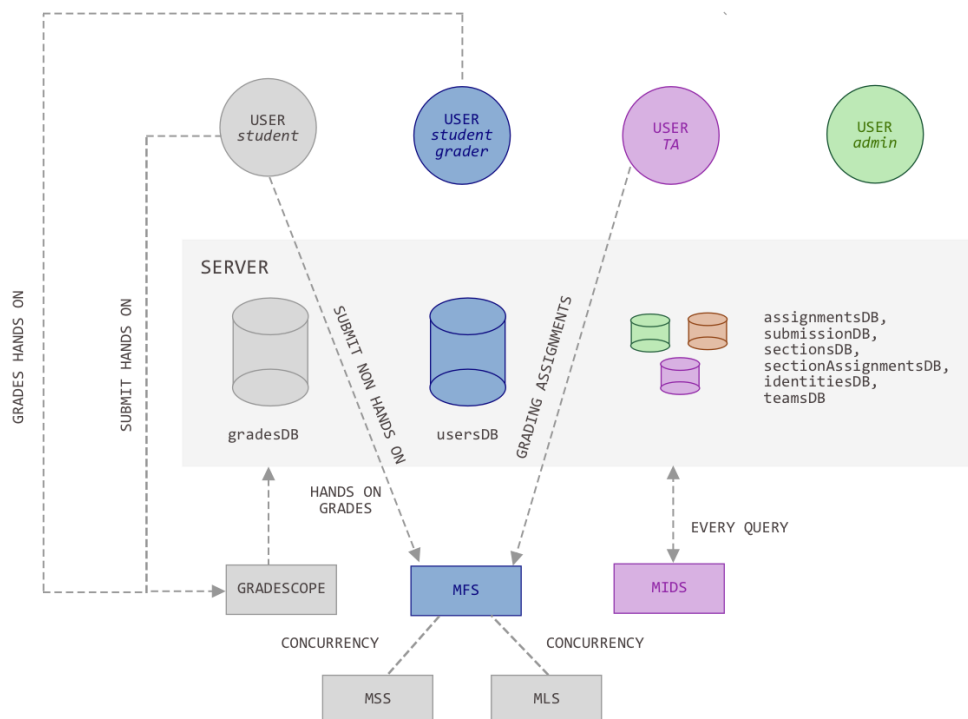 USER
student
USER
student
grader
USER
TA
USER
admin
SERVER
GRADES HANDS ON
SUBMIT HANDS ON
SUBMIT NON HANDS ON
GRADING ASSIGNMENTS
assignmentsDB,
submissionDB,
sectionsDB,
sectionAssignmentsDB,
identitiesDB,
teamsDB
gradesDB
usersDB
HANDS ON
GRADES
EVERY QUERY
GRADESCOPE
MFS
MIDS
CONCURRENCY
CONCURRENCY
MSS
MLS